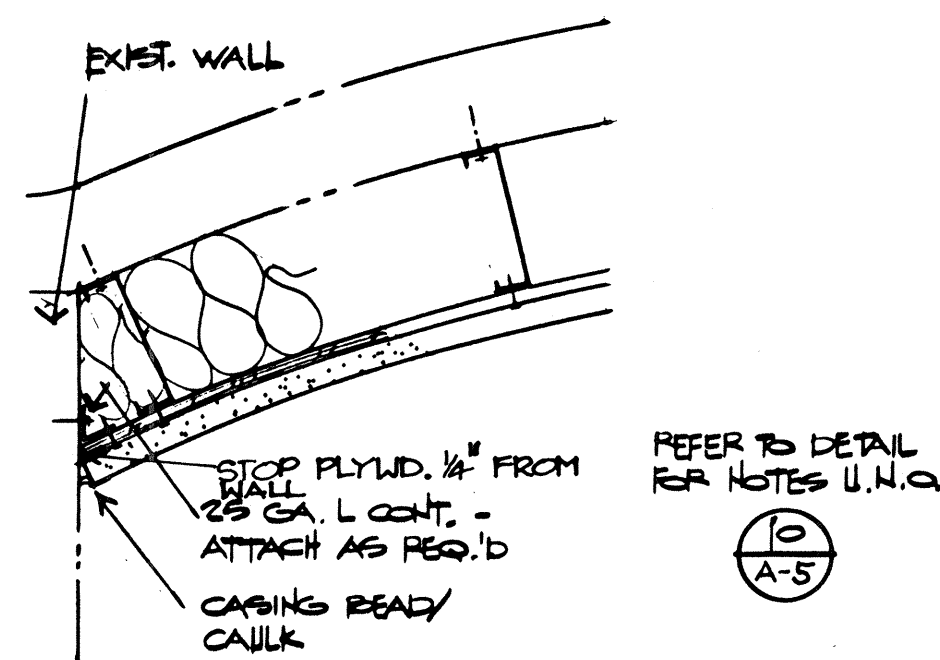 EXIST. WALL
STOP PLYWD. 1/4" FROM
WALL
25 GA. L CONT. -
ATTACH AS REQ.'D
CASING BEAD/
CAULK
REFER TO DETAIL
FOR NOTES U.N.O.
10
A-5